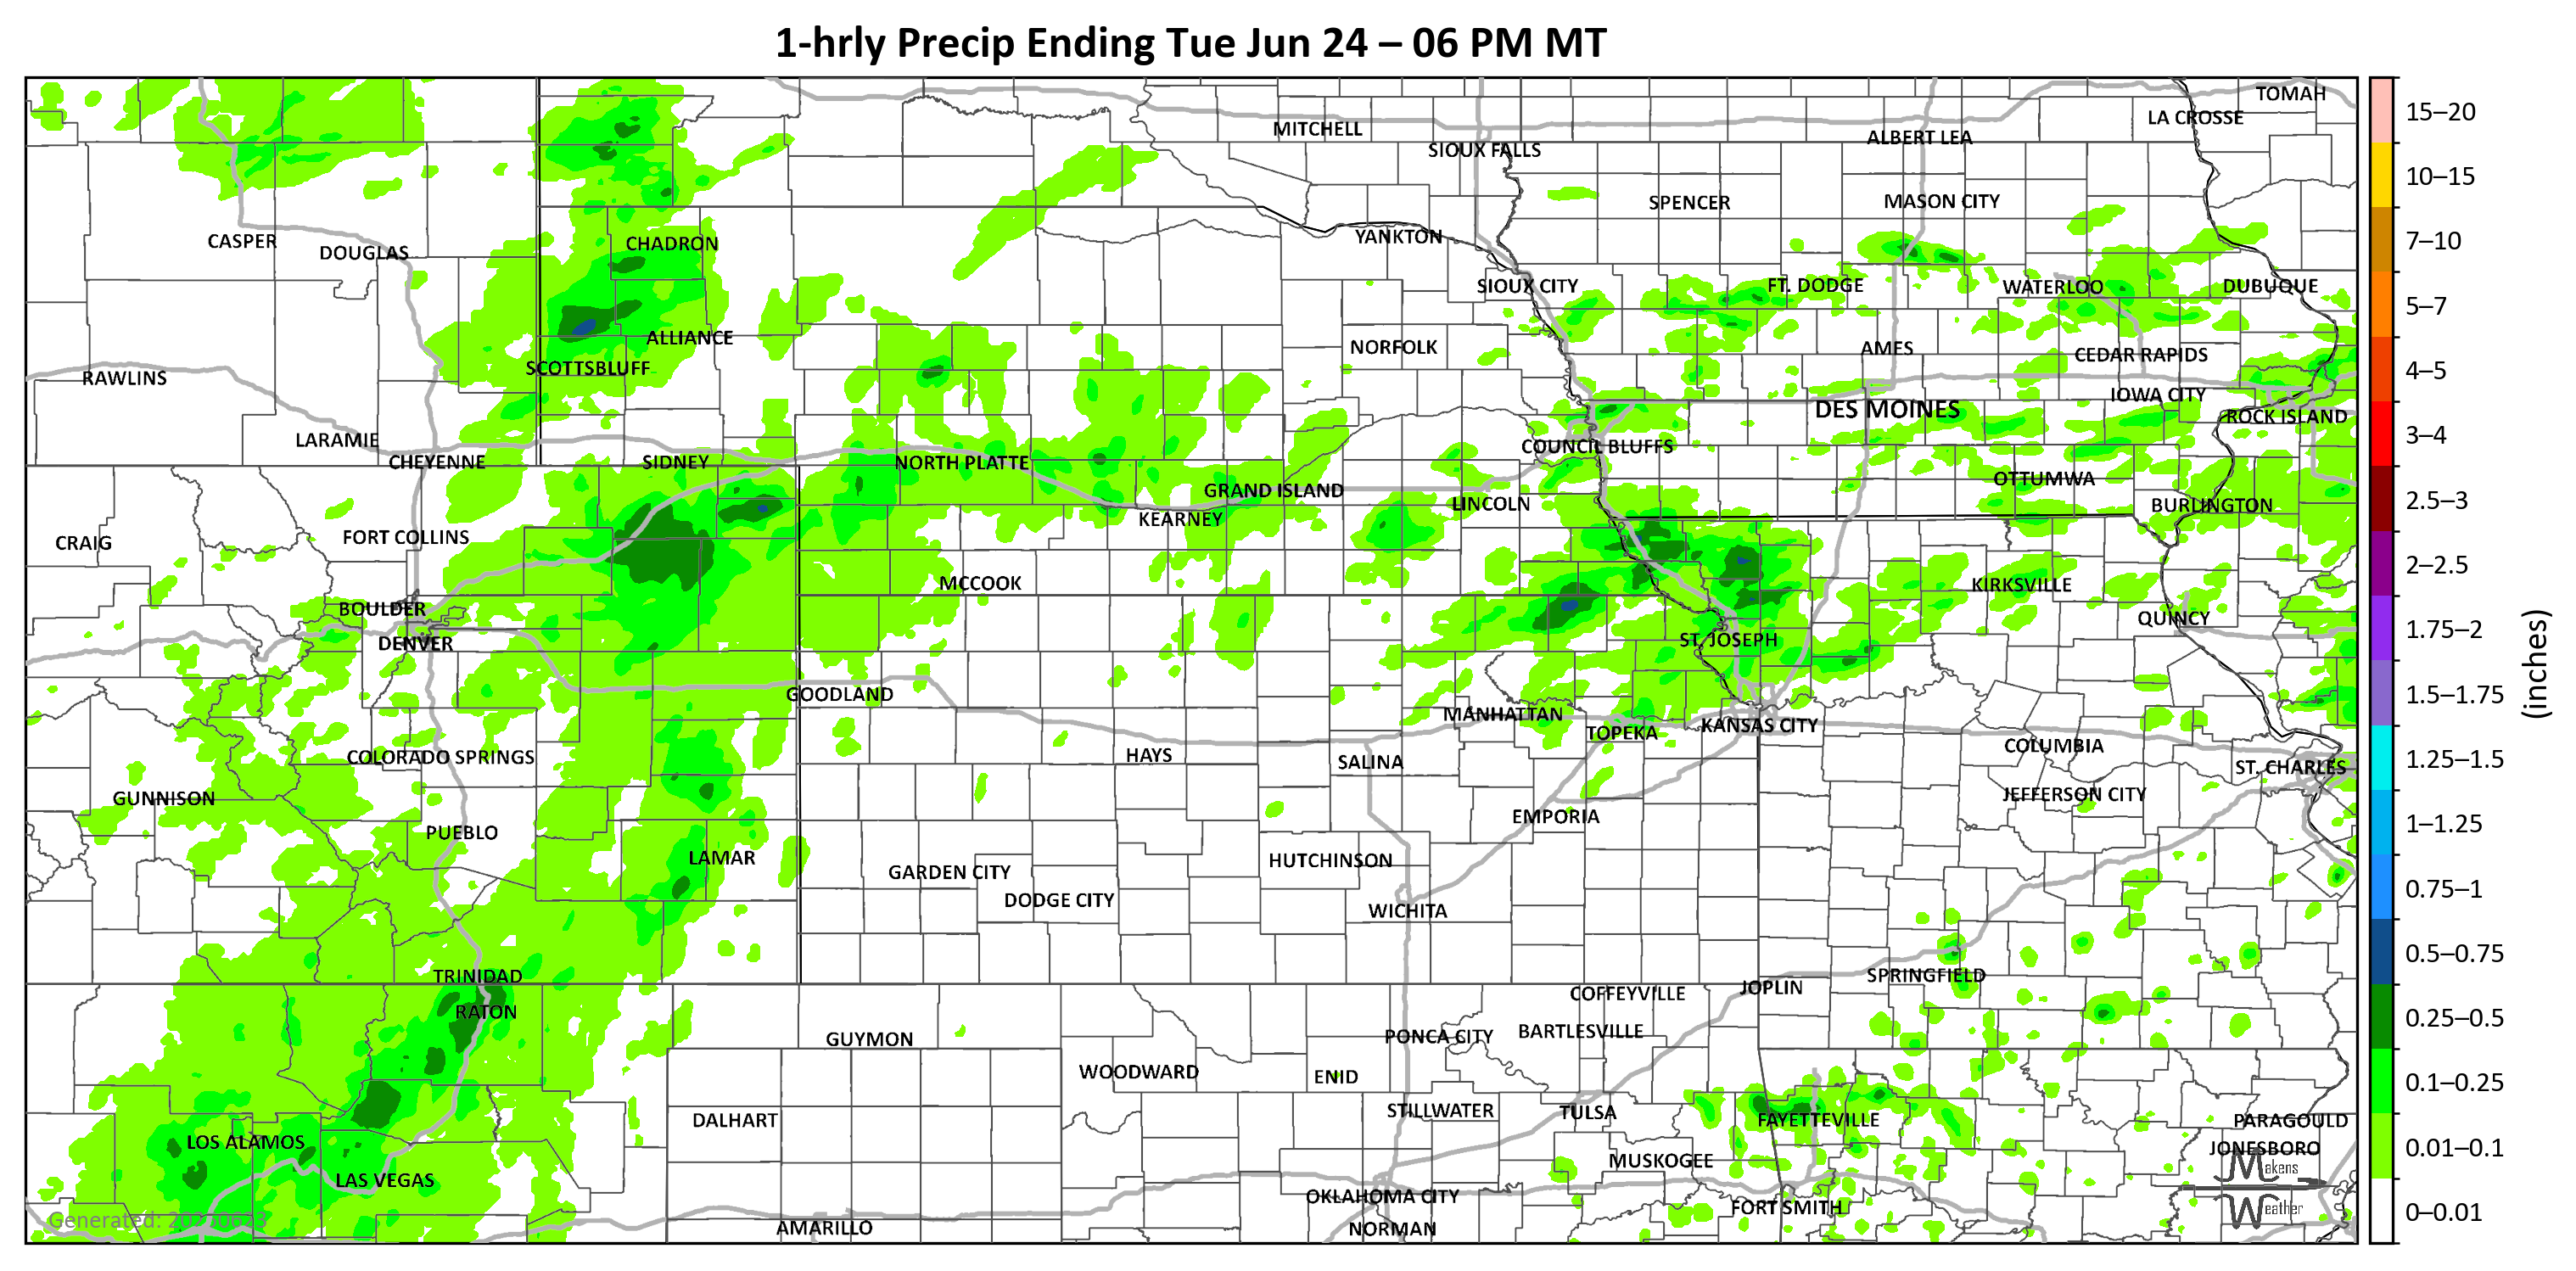 1-hrly Precip Ending Tue Jun 24 – 06 PM MT
TOMAH
LA CROSSE
MITCHELL
ALBERT LEA
SIOUX FALLS
SPENCER
MASON CITY
CASPER
DOUGLAS
CHADRON
YANKTON
SIOUX CITY
FT. DODGE
WATERLOO
DUBUQUE
ALLIANCE
NORFOLK
AMES
CEDAR RAPIDS
SCOTTSBLUFF
RAWLINS
IOWA CITY
DES MOINES
ROCK ISLAND
LARAMIE
COUNCIL BLUFFS
CHEYENNE
SIDNEY
NORTH PLATTE
OTTUMWA
GRAND ISLAND
LINCOLN
BURLINGTON
KEARNEY
FORT COLLINS
CRAIG
MCCOOK
KIRKSVILLE
BOULDER
QUINCY
DENVER
ST. JOSEPH
GOODLAND
MANHATTAN
TOPEKA
KANSAS CITY
COLUMBIA
COLORADO SPRINGS
HAYS
SALINA
ST. CHARLES
GUNNISON
JEFFERSON CITY
EMPORIA
PUEBLO
LAMAR
HUTCHINSON
GARDEN CITY
DODGE CITY
WICHITA
TRINIDAD
SPRINGFIELD
JOPLIN
COFFEYVILLE
RATON
GUYMON
PONCA CITY
BARTLESVILLE
WOODWARD
ENID
STILLWATER
TULSA
DALHART
FAYETTEVILLE
PARAGOULD
LOS ALAMOS
JONESBORO
MUSKOGEE
LAS VEGAS
OKLAHOMA CITY
FORT SMITH
AMARILLO
NORMAN
Makens
Weather
Generated: 20250623
15–20
10–15
7–10
5–7
4–5
3–4
2.5–3
2–2.5
1.75–2
1.5–1.75
1.25–1.5
1–1.25
0.75–1
0.5–0.75
0.25–0.5
0.1–0.25
0.01–0.1
0–0.01
(inches)